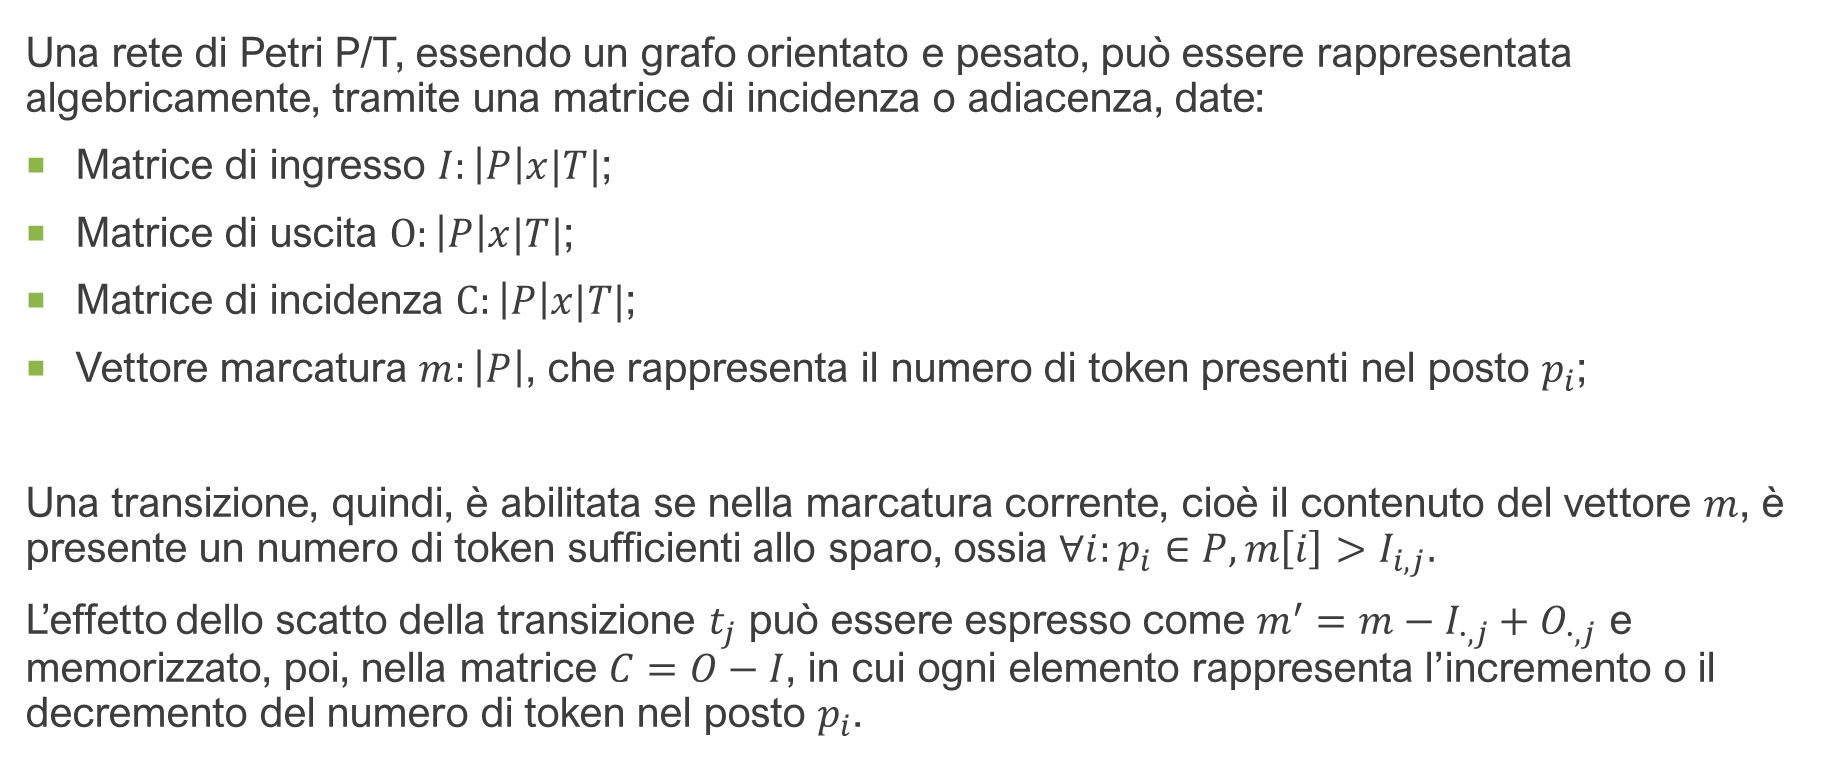 Una rete di Petri P/T, essendo un grafo orientato e pesato, può essere rappresentata
algebricamente, tramite una matrice di incidenza o adiacenza, date:
▪ Matrice di ingresso I: |P|x|T|;
▪ Matrice di uscita O: |P|x|T|;
▪ Matrice di incidenza C: |P|x|T|;
▪ Vettore marcatura m: |P|, che rappresenta il numero di token presenti nel posto p_i;
Una transizione, quindi, è abilitata se nella marcatura corrente, cioè il contenuto del vettore m, è
presente un numero di token sufficienti allo sparo, ossia ∀i: p_i ∈ P, m[i] > I_{i,j}.
L’effetto dello scatto della transizione t_j può essere espresso come m′ = m − I_{·,j} + O_{·,j} e
memorizzato, poi, nella matrice C = O − I, in cui ogni elemento rappresenta l’incremento o il
decremento del numero di token nel posto p_i.